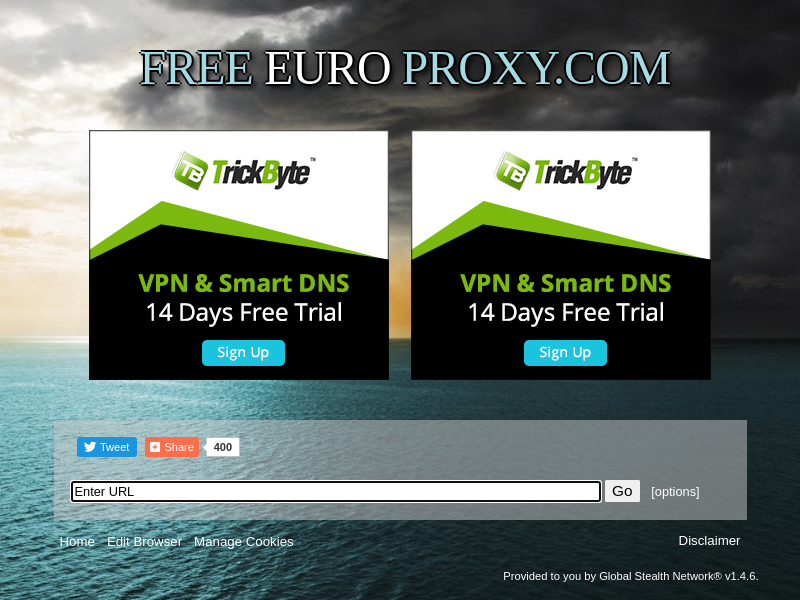 FREE EURO PROXY.COM
TB TrickByte™
VPN & Smart DNS
14 Days Free Trial
Sign Up
TB TrickByte™
VPN & Smart DNS
14 Days Free Trial
Sign Up
Tweet Share 400
Enter URL Go [options]
Home Edit Browser Manage Cookies Disclaimer
Provided to you by Global Stealth Network® v1.4.6.